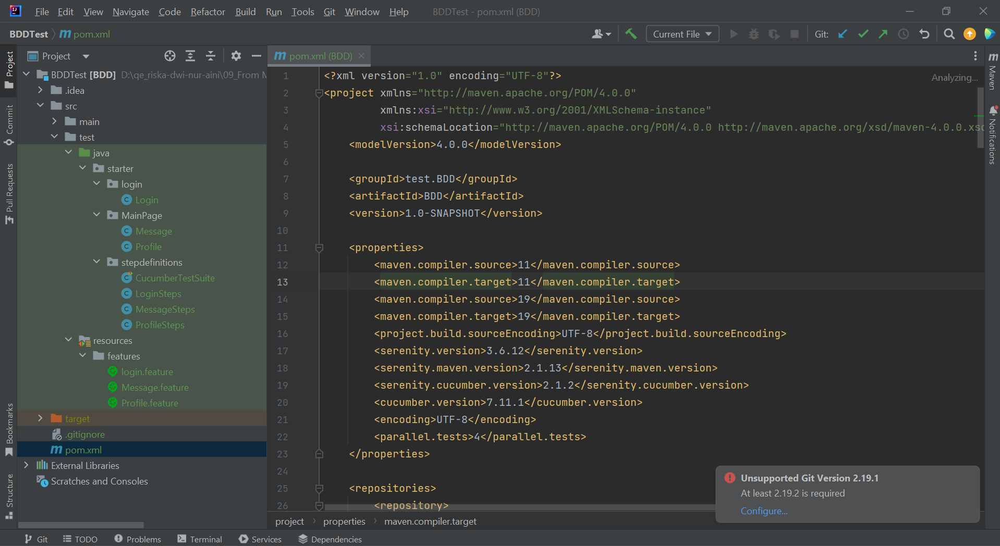 File Edit View Navigate Code Refactor Build Run Tools Git Window Help BDDTest - pom.xml (BDD)
BDDTest pom.xml
Current File
Git:
Project
Commit
Pull Requests
Bookmarks
Structure
Project
BDDTest [BDD] D:\qe_riska-dwi-nur-aini\09_From M
.idea
src
main
test
java
starter
login
Login
MainPage
Message
Profile
stepdefinitions
CucumberTestSuite
LoginSteps
MessageSteps
ProfileSteps
resources
features
login.feature
Message.feature
Profile.feature
target
.gitignore
pom.xml
External Libraries
Scratches and Consoles
pom.xml (BDD)
Analyzing...
1 <?xml version="1.0" encoding="UTF-8"?>
2 <project xmlns="http://maven.apache.org/POM/4.0.0"
3 xmlns:xsi="http://www.w3.org/2001/XMLSchema-instance"
4 xsi:schemaLocation="http://maven.apache.org/POM/4.0.0 http://maven.apache.org/xsd/maven-4.0.0.xsd
5 <modelVersion>4.0.0</modelVersion>
6
7 <groupId>test.BDD</groupId>
8 <artifactId>BDD</artifactId>
9 <version>1.0-SNAPSHOT</version>
10
11 <properties>
12 <maven.compiler.source>11</maven.compiler.source>
13 <maven.compiler.target>11</maven.compiler.target>
14 <maven.compiler.source>19</maven.compiler.source>
15 <maven.compiler.target>19</maven.compiler.target>
16 <project.build.sourceEncoding>UTF-8</project.build.sourceEncoding>
17 <serenity.version>3.6.12</serenity.version>
18 <serenity.maven.version>2.1.13</serenity.maven.version>
19 <serenity.cucumber.version>2.1.2</serenity.cucumber.version>
20 <cucumber.version>7.11.1</cucumber.version>
21 <encoding>UTF-8</encoding>
22 <parallel.tests>4</parallel.tests>
23 </properties>
24
25 <repositories>
26 <repository>
Maven
Notifications
Unsupported Git Version 2.19.1
At least 2.19.2 is required
Configure...
project properties maven.compiler.target
Git TODO Problems Terminal Services Dependencies